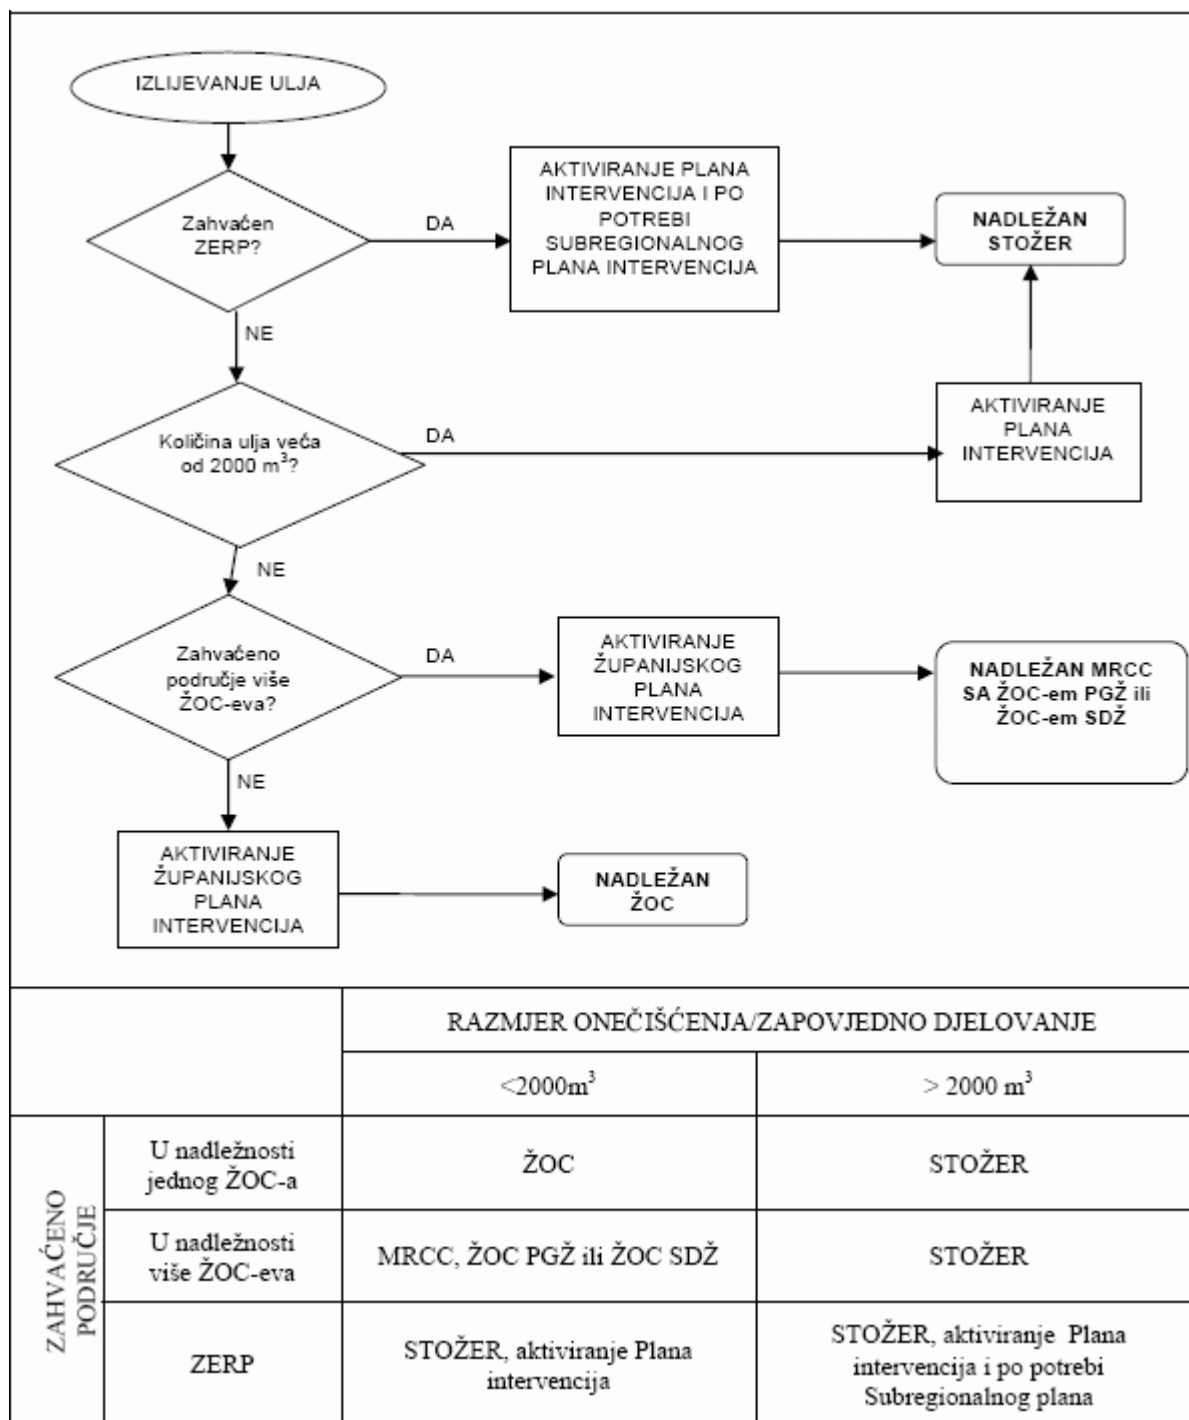 IZLIJEVANJE ULJA
Zahvaćen
ZERP?
DA
AKTIVIRANJE PLANA
INTERVENCIJA I PO
POTREBI
SUBREGIONALNOG
PLANA INTERVENCIJA
NADLEŽAN
STOŽER
NE
Količina ulja veća
od 2000 m³?
DA
AKTIVIRANJE
PLANA
INTERVENCIJA
NE
Zahvaćeno
područje više
ŽOC-eva?
DA
AKTIVIRANJE
ŽUPANIJSKOG
PLANA
INTERVENCIJA
NADLEŽAN MRCC
SA ŽOC-em PGŽ ili
ŽOC-em SDŽ
NE
AKTIVIRANJE
ŽUPANIJSKOG
PLANA
INTERVENCIJA
NADLEŽAN
ŽOC
RAZMJER ONEČIŠĆENJA/ZAPOVJEDNO DJELOVANJE
<2000m³
> 2000 m³
ZAHVAĆENO
PODRUČJE
U nadležnosti
jednog ŽOC-a
ŽOC
STOŽER
U nadležnosti
više ŽOC-eva
MRCC, ŽOC PGŽ ili ŽOC SDŽ
STOŽER
ZERP
STOŽER, aktiviranje Plana
intervencija
STOŽER, aktiviranje Plana
intervencija i po potrebi
Subregionalnog plana